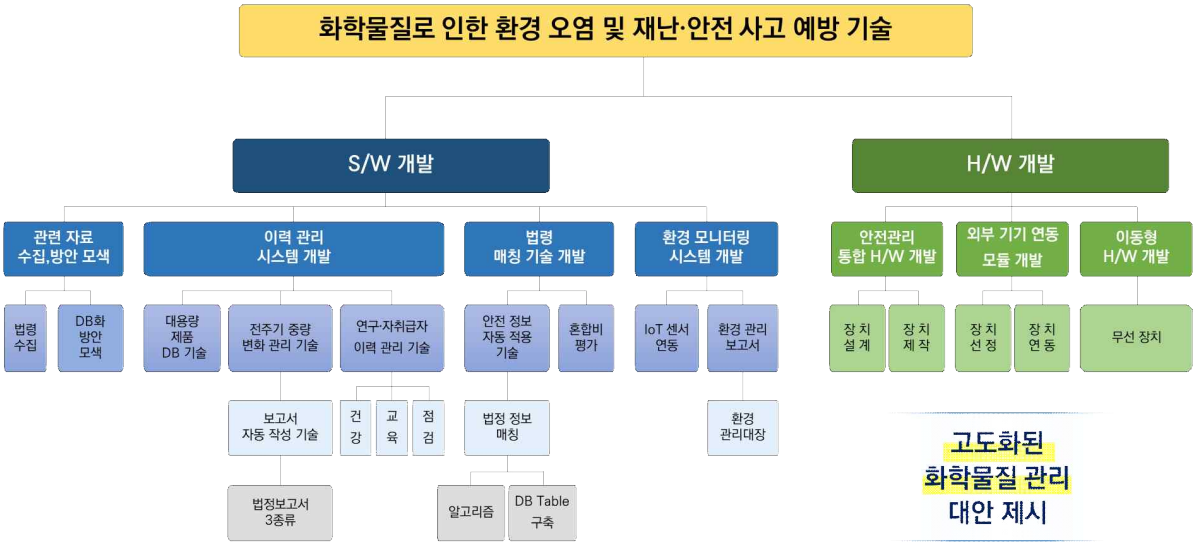 화학물질로 인한 환경 오염 및 재난·안전 사고 예방 기술
S/W 개발
H/W 개발
관련 자료
수집,방안 모색
이력 관리
시스템 개발
법령
매칭 기술 개발
환경 모니터링
시스템 개발
안전관리
통합 H/W 개발
외부 기기 연동
모듈 개발
이동형
H/W 개발
법령
수집
DB화
방안
모색
대용량
제품
DB 기술
전주기 중량
변화 관리 기술
연구·자취급자
이력 관리 기술
안전 정보
자동 적용
기술
혼합비
평가
IoT 센서
연동
환경 관리
보고서
장 치
설 계
장 치
제 작
장 치
선 정
장 치
연 동
무선 장치
보고서
자동 작성 기술
건
강
교
육
점
검
법정 정보
매칭
환경
관리대장
법정보고서
3종류
알고리즘
DB Table
구축
고도화된
화학물질 관리
대안 제시